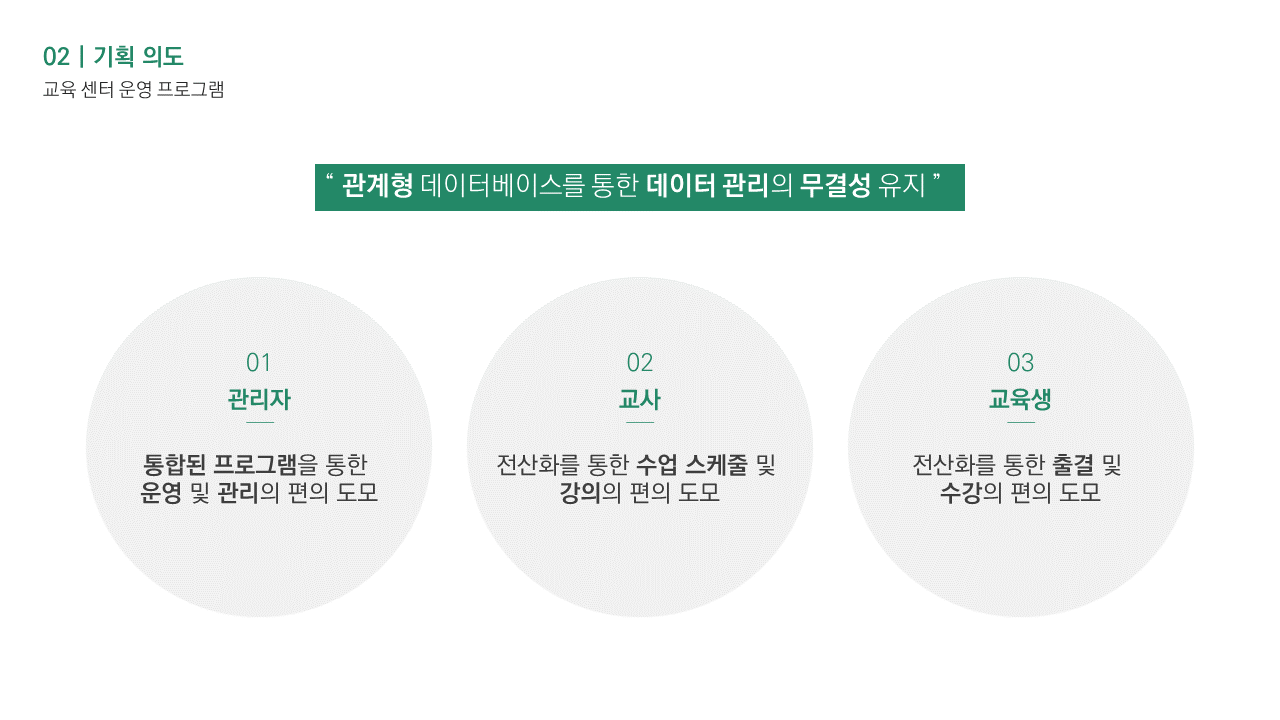 02 | 기획 의도
교육 센터 운영 프로그램
“ 관계형 데이터베이스를 통한 데이터 관리의 무결성 유지 ”
01
관리자
통합된 프로그램을 통한
운영 및 관리의 편의 도모
02
교사
전산화를 통한 수업 스케줄 및
강의의 편의 도모
03
교육생
전산화를 통한 출결 및
수강의 편의 도모